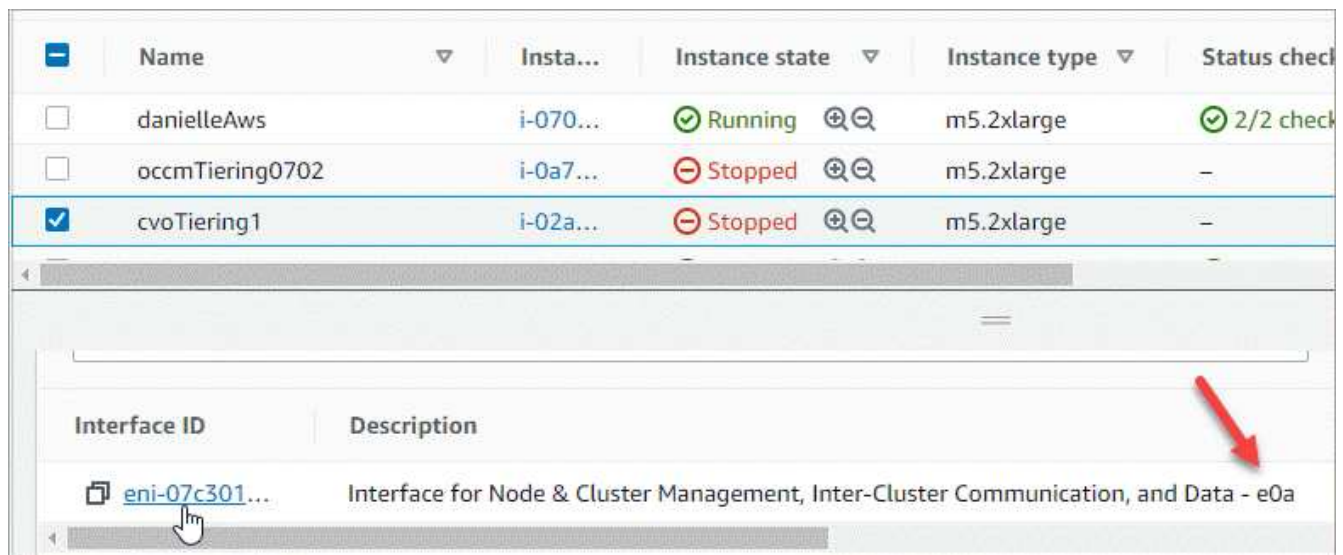 Name Insta... Instance state Instance type Status check
danielleAws i-070... Running m5.2xlarge 2/2 check
occmTiering0702 i-0a7... Stopped m5.2xlarge –
cvoTiering1 i-02a... Stopped m5.2xlarge –
Interface ID Description
eni-07c301... Interface for Node & Cluster Management, Inter-Cluster Communication, and Data - e0a